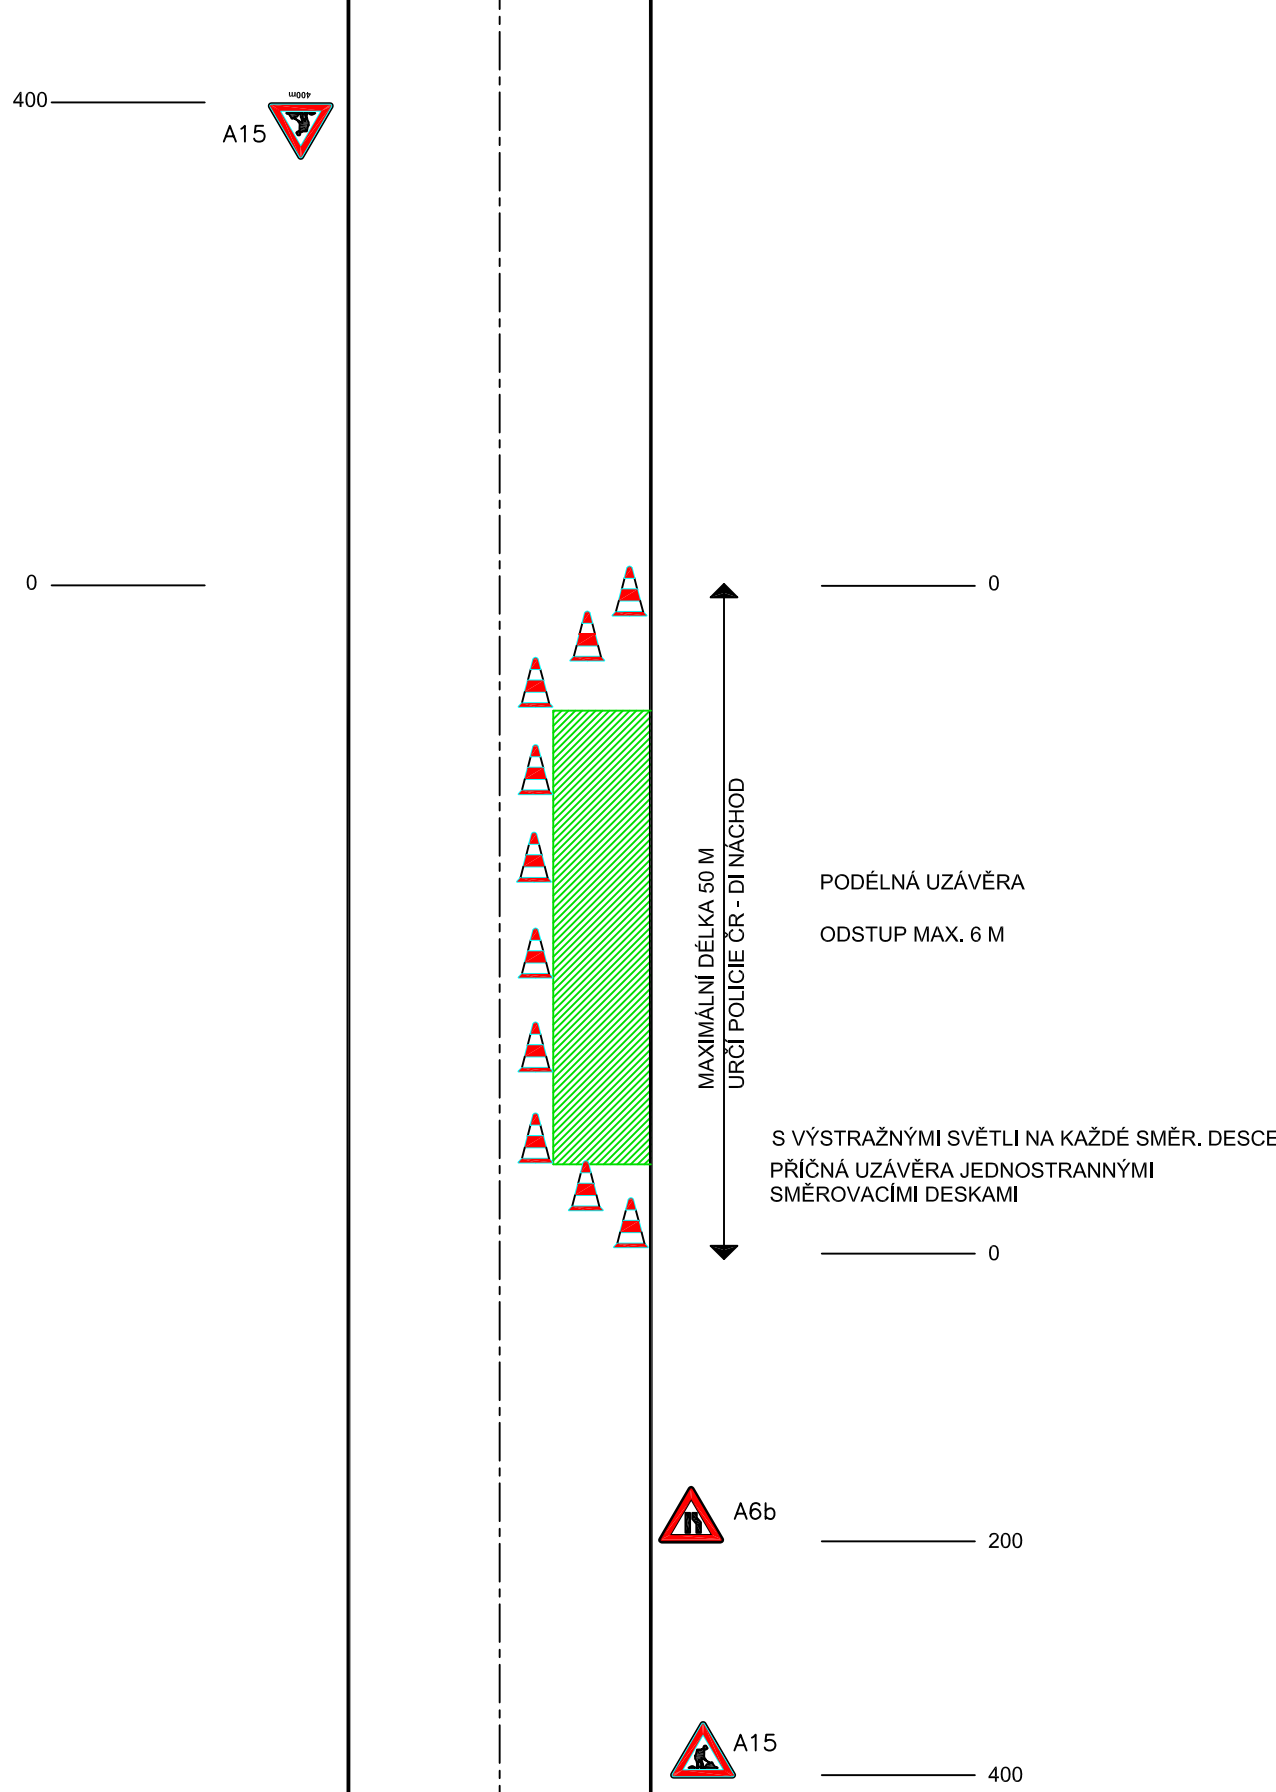 400
400m
A15
0
0
MAXIMÁLNÍ DÉLKA 50 M
URČÍ POLICIE ČR - DI NÁCHOD
PODÉLNÁ UZÁVĚRA
ODSTUP MAX. 6 M
S VÝSTRAŽNÝMI SVĚTLI NA KAŽDÉ SMĚR. DESCE
PŘÍČNÁ UZÁVĚRA JEDNOSTRANNÝMI
SMĚROVACÍMI DESKAMI
0
A6b
200
A15
400